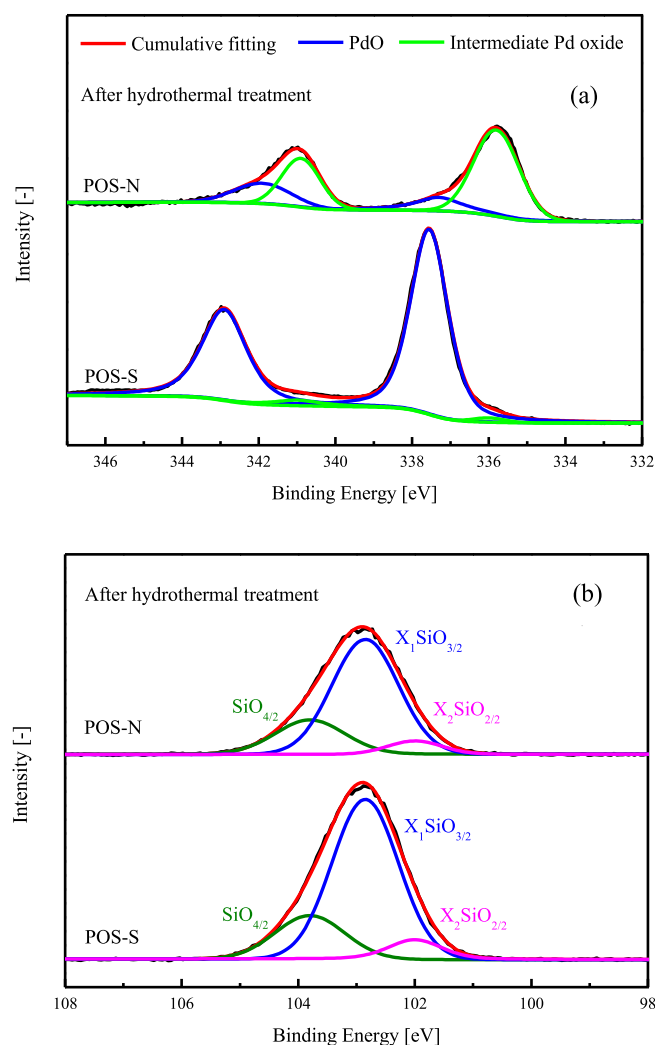 Cumulative fitting PdO Intermediate Pd oxide
After hydrothermal treatment (a)
POS-N
POS-S
Intensity [-]
346 344 342 340 338 336 334 332
Binding Energy [eV]
After hydrothermal treatment (b)
X₁SiO₃/₂
SiO₄/₂
X₂SiO₂/₂
POS-N
X₁SiO₃/₂
SiO₄/₂
X₂SiO₂/₂
POS-S
Intensity [-]
108 106 104 102 100 98
Binding Energy [eV]